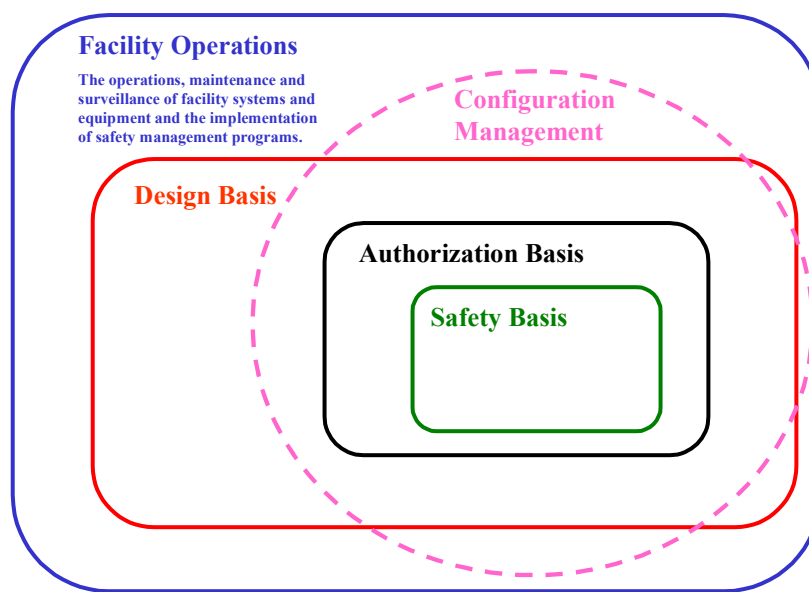 Facility Operations
The operations, maintenance and
surveillance of facility systems and
equipment and the implementation
of safety management programs.
Configuration
Management
Design Basis
Authorization Basis
Safety Basis